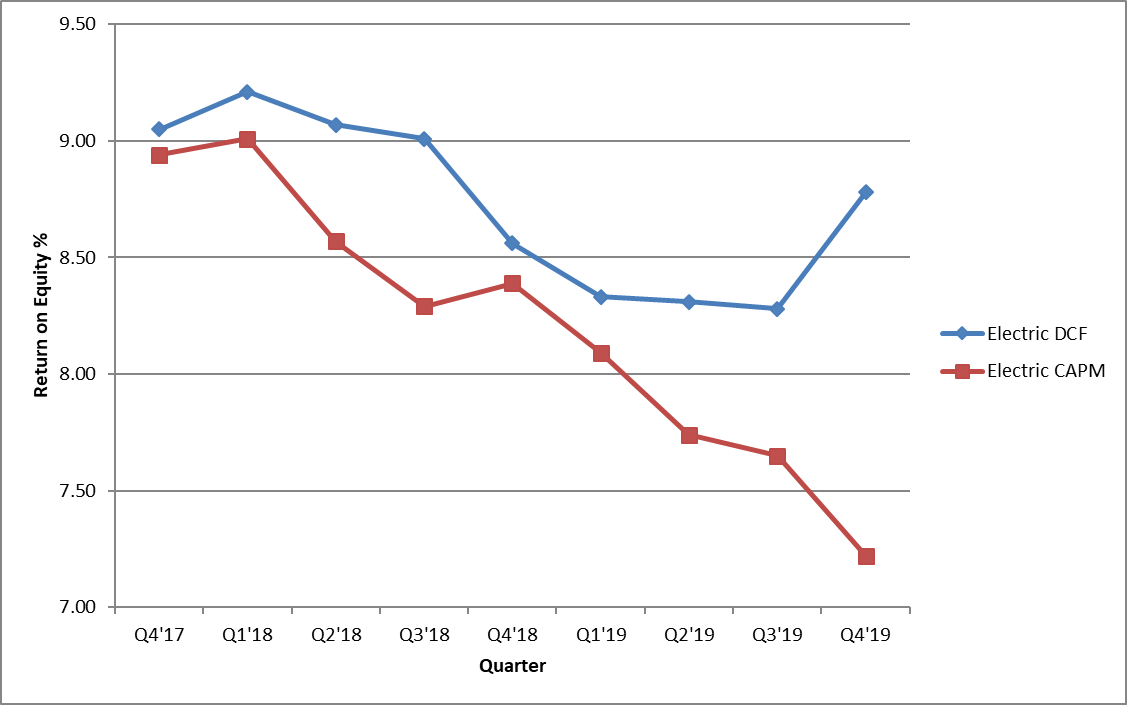 9.50
9.00
8.50
8.00
7.50
7.00
Return on Equity %
Q4'17 Q1'18 Q2'18 Q3'18 Q4'18 Q1'19 Q2'19 Q3'19 Q4'19
Quarter
Electric DCF
Electric CAPM